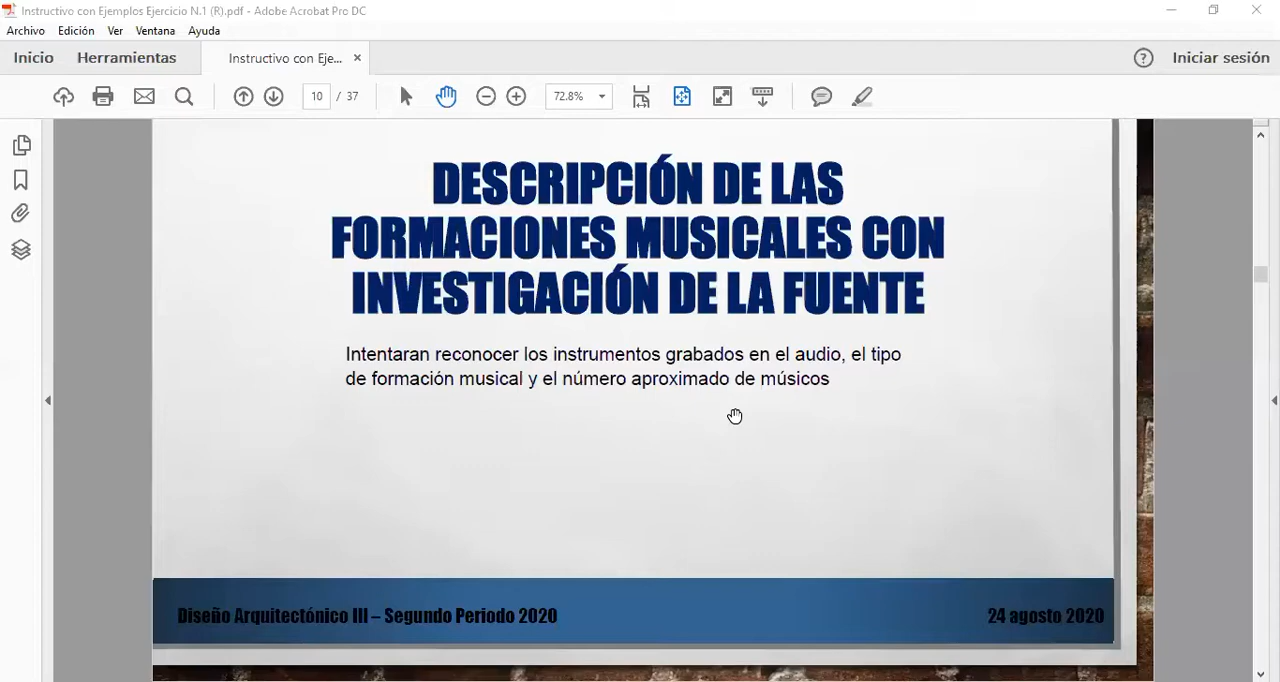 Instructivo con Ejemplos Ejercicio N.1 (R).pdf - Adobe Acrobat Pro DC
Archivo Edición Ver Ventana Ayuda
Inicio Herramientas Instructivo con Eje... × Iniciar sesión
10 / 37 72.8%
DESCRIPCIÓN DE LAS
FORMACIONES MUSICALES CON
INVESTIGACIÓN DE LA FUENTE
Intentaran reconocer los instrumentos grabados en el audio, el tipo
de formación musical y el número aproximado de músicos
Diseño Arquitectónico III – Segundo Periodo 2020 24 agosto 2020